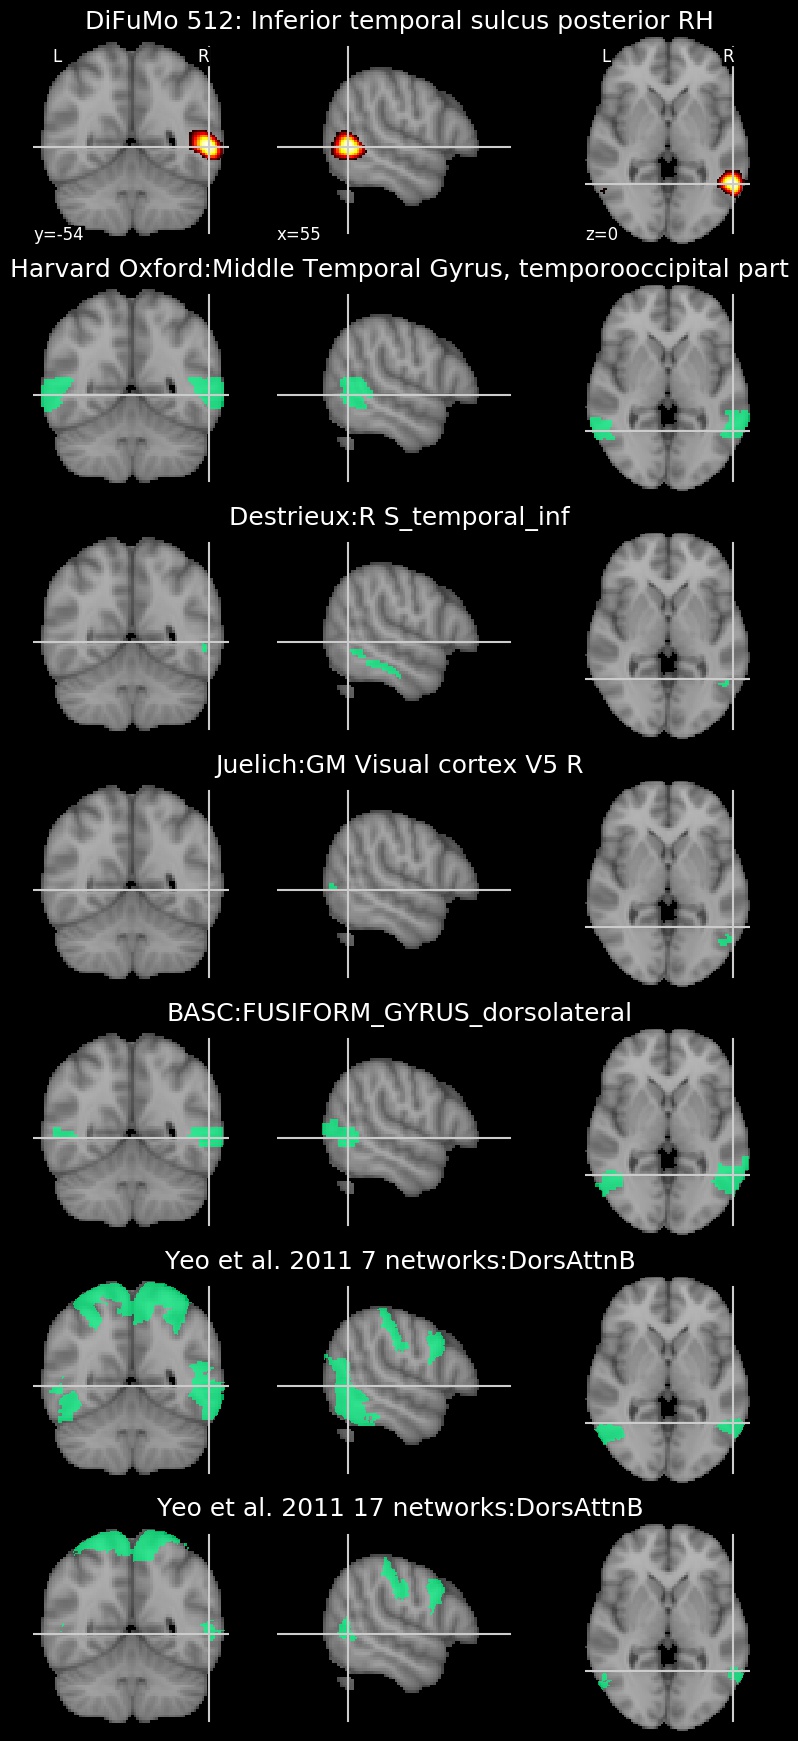 DiFuMo 512: Inferior temporal sulcus posterior RH
L R L R
y=-54 x=55 z=0
Harvard Oxford:Middle Temporal Gyrus, temporooccipital part
Destrieux:R S_temporal_inf
Juelich:GM Visual cortex V5 R
BASC:FUSIFORM_GYRUS_dorsolateral
Yeo et al. 2011 7 networks:DorsAttnB
Yeo et al. 2011 17 networks:DorsAttnB